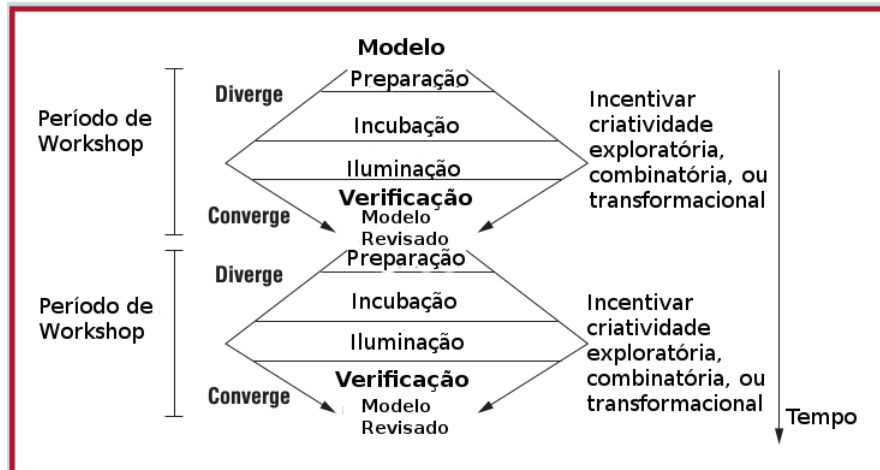 Modelo
Preparação
Diverge
Incubação
Período de
Workshop
Iluminação
Incentivar
criatividade
exploratória,
combinatória, ou
transformacional
Verificação
Converge
Modelo
Revisado
Preparação
Diverge
Incubação
Período de
Workshop
Iluminação
Incentivar
criatividade
exploratória,
combinatória, ou
transformacional
Verificação
Converge
Modelo
Revisado
Tempo